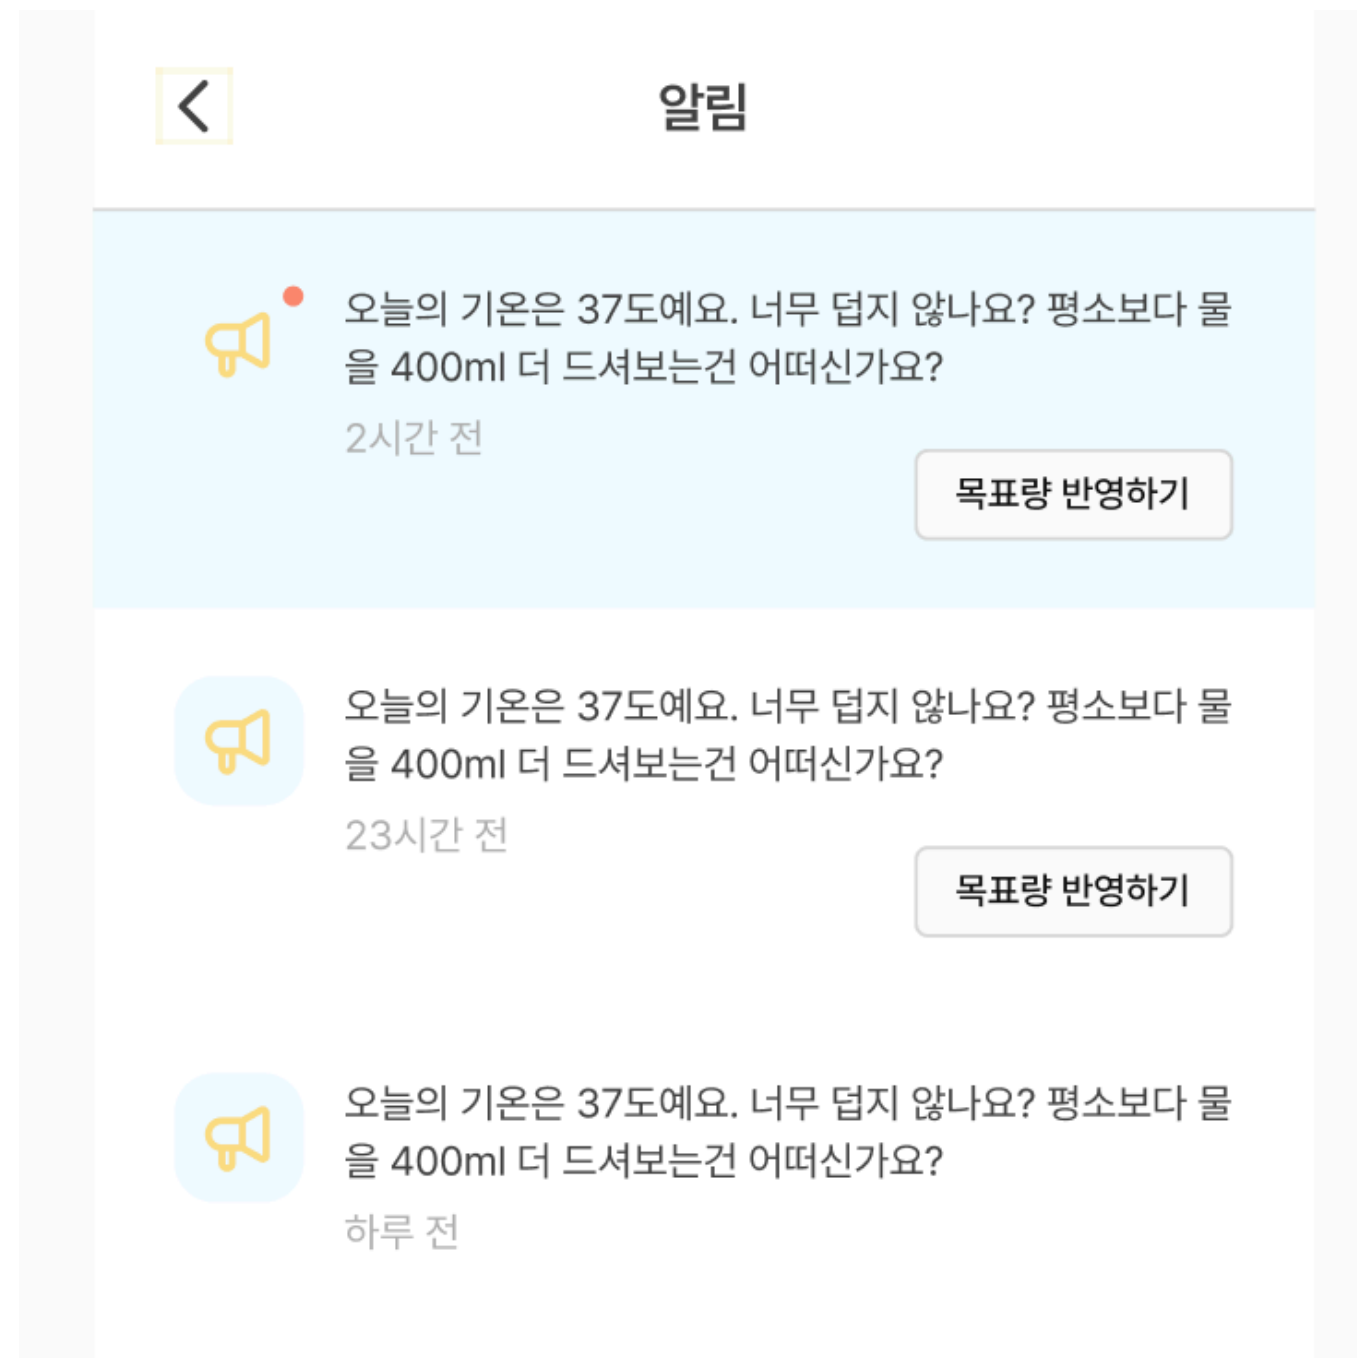 알림
오늘의 기온은 37도예요. 너무 덥지 않나요? 평소보다 물
을 400ml 더 드셔보는건 어떠신가요?
2시간 전
목표량 반영하기
오늘의 기온은 37도예요. 너무 덥지 않나요? 평소보다 물
을 400ml 더 드셔보는건 어떠신가요?
23시간 전
목표량 반영하기
오늘의 기온은 37도예요. 너무 덥지 않나요? 평소보다 물
을 400ml 더 드셔보는건 어떠신가요?
하루 전